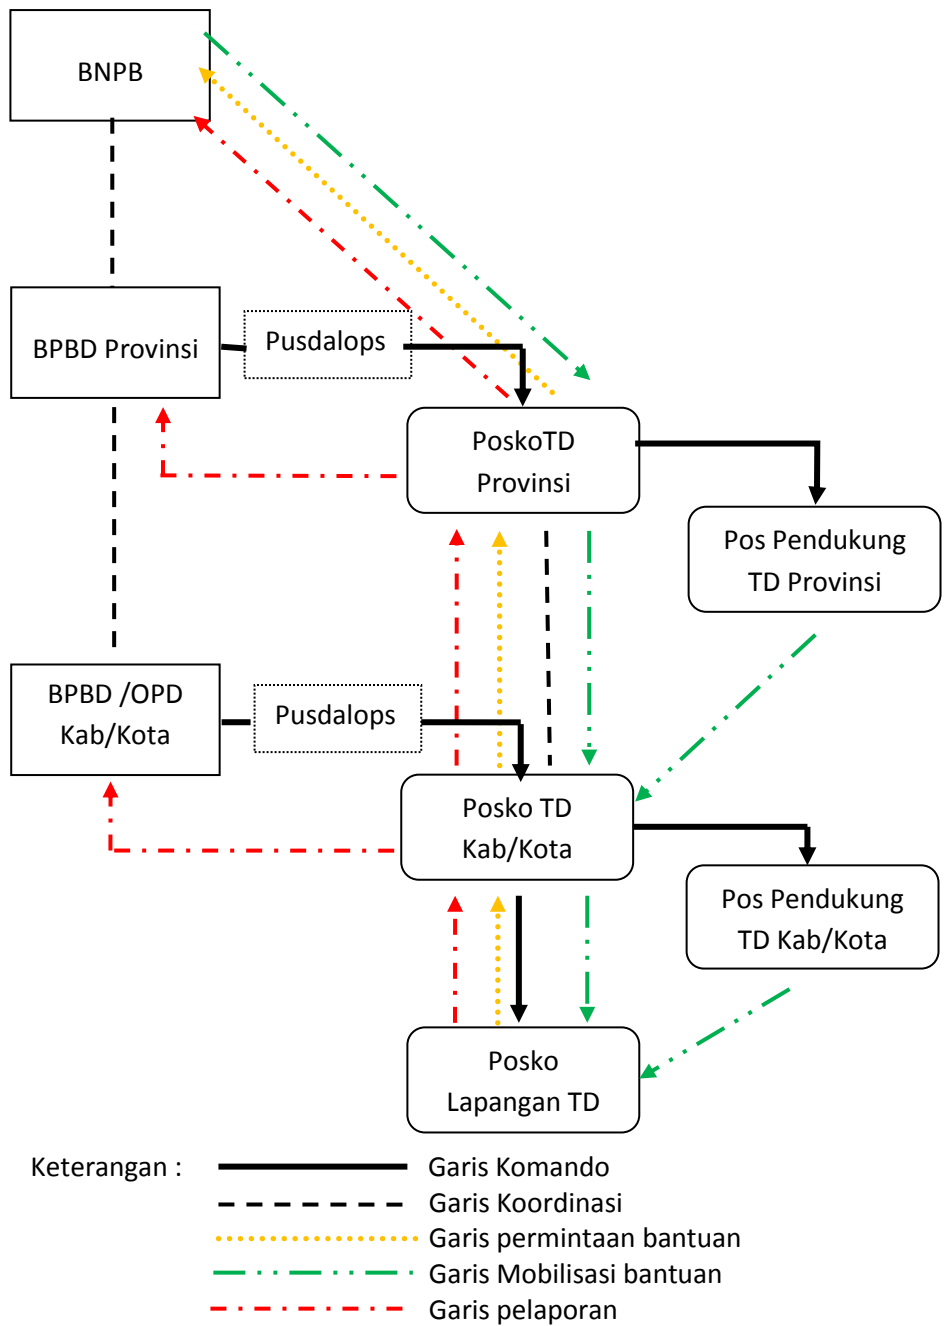 BNPB
BPBD Provinsi
Pusdalops
PoskoTD
Provinsi
Pos Pendukung
TD Provinsi
BPBD /OPD
Kab/Kota
Pusdalops
Posko TD
Kab/Kota
Pos Pendukung
TD Kab/Kota
Posko
Lapangan TD
Keterangan :
Garis Komando
Garis Koordinasi
Garis permintaan bantuan
Garis Mobilisasi bantuan
Garis pelaporan